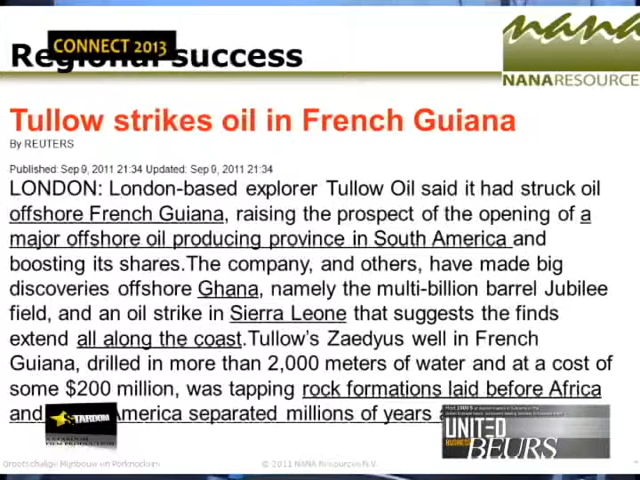 CONNECT 2013
Regional success
nana
NANARESOURCE
Tullow strikes oil in French Guiana
By REUTERS
Published: Sep 9, 2011 21:34 Updated: Sep 9, 2011 21:34
LONDON: London-based explorer Tullow Oil said it had struck oil
offshore French Guiana, raising the prospect of the opening of a
major offshore oil producing province in South America and
boosting its shares.The company, and others, have made big
discoveries offshore Ghana, namely the multi-billion barrel Jubilee
field, and an oil strike in Sierra Leone that suggests the finds
extend all along the coast.Tullow's Zaedyus well in French
Guiana, drilled in more than 2,000 meters of water and at a cost of
some $200 million, was tapping rock formations laid before Africa
and America separated millions of years
STARDOM
UNITED
BUSINESS
BEURS
Grootschalige Mijnbouw en Porknockers
© 2011 NANA Resources N.V.